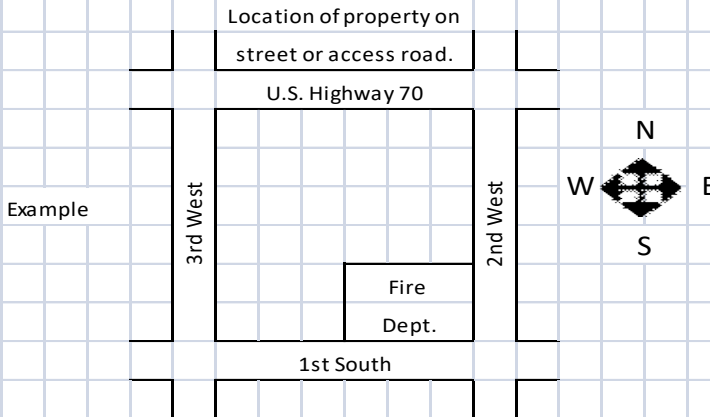 Location of property on
street or access road.
U.S. Highway 70
N
3rd West
2nd West
W
E
Example
S
Fire
Dept.
1st South